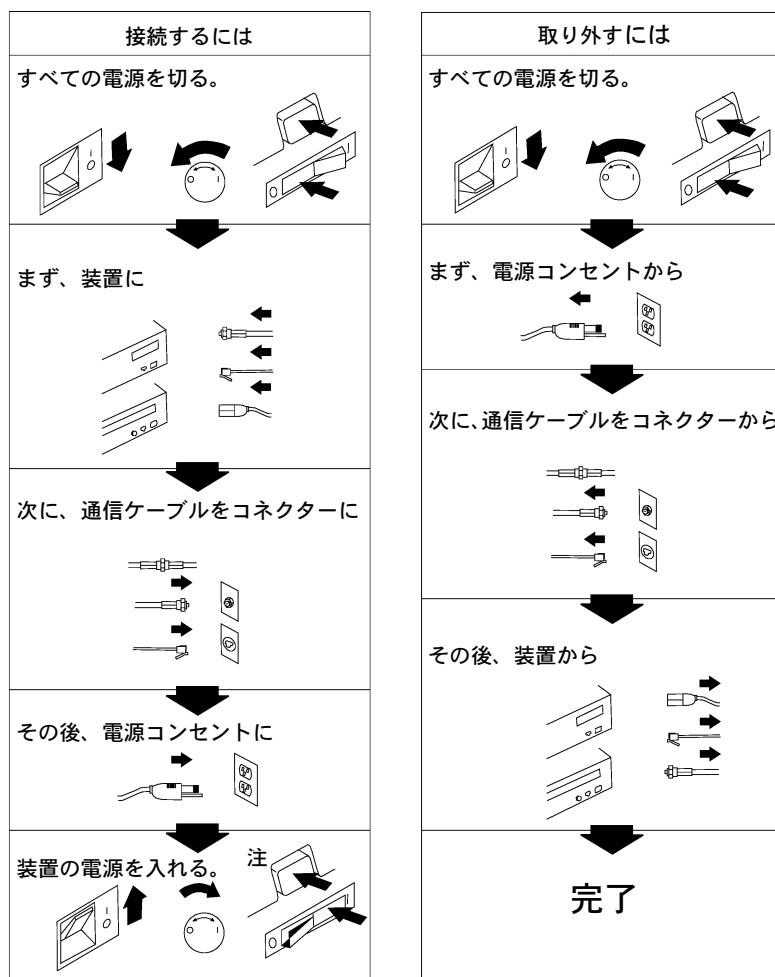 接続するには
すべての電源を切る。
まず、装置に
次に、通信ケーブルをコネクターに
その後、電源コンセントに
装置の電源を入れる。 注
取り外すには
すべての電源を切る。
まず、電源コンセントから
次に、通信ケーブルをコネクターから
その後、装置から
完了